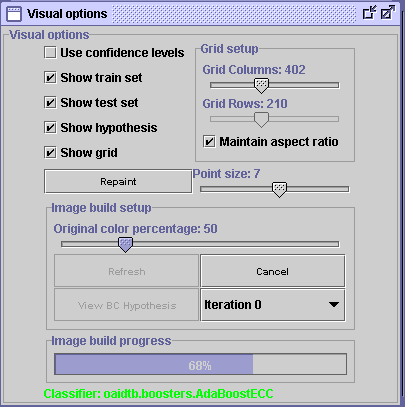 Visual options
Visual options
Use confidence levels
Show train set
Show test set
Show hypothesis
Show grid
Grid setup
Grid Columns: 402
Grid Rows: 210
Maintain aspect ratio
Repaint
Point size: 7
Image build setup
Original color percentage: 50
Refresh
Cancel
View BC Hypothesis
Iteration 0
Image build progress
68%
Classifier: oaidtb.boosters.AdaBoostECC